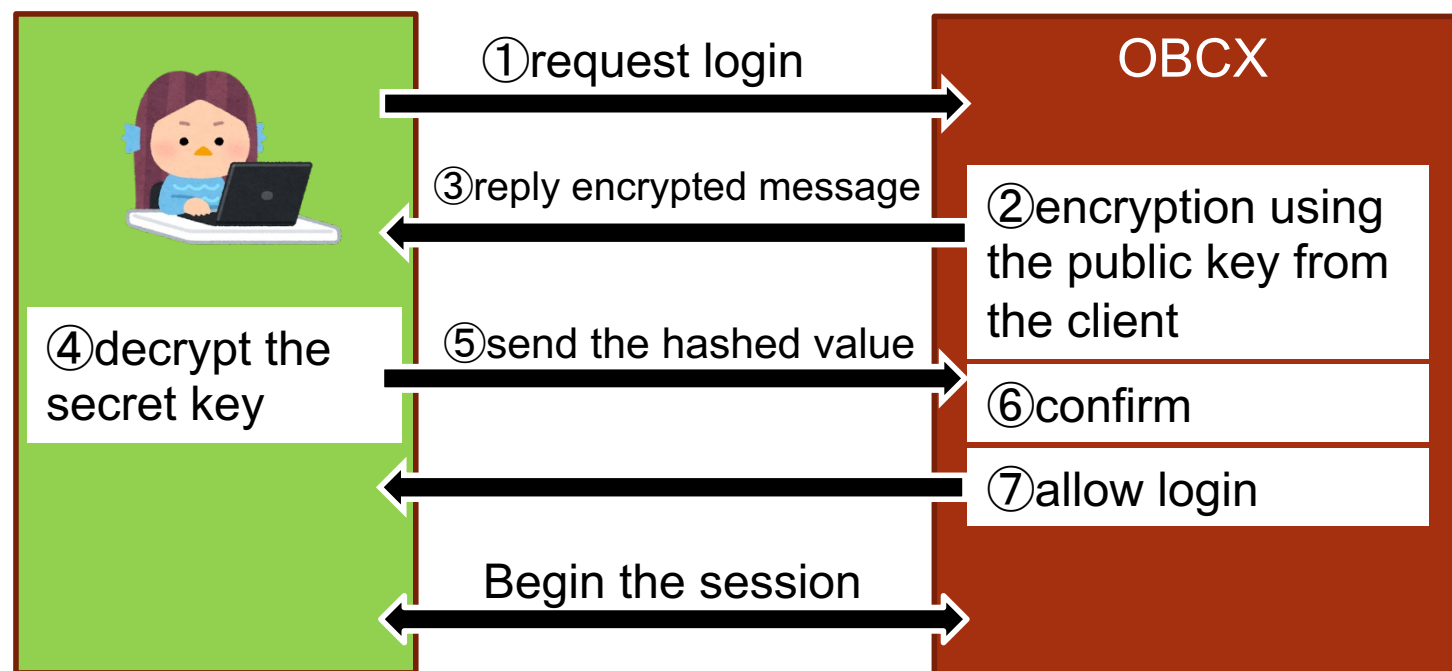 ①request login
OBCX
③reply encrypted message
②encryption using
the public key from
the client
④decrypt the
secret key
⑤send the hashed value
⑥confirm
⑦allow login
Begin the session